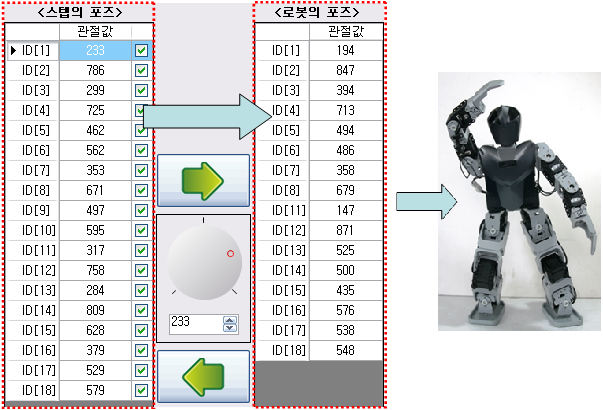 <스텝의 포즈>
관절값
ID[1] 233
ID[2] 786
ID[3] 299
ID[4] 725
ID[5] 462
ID[6] 562
ID[7] 353
ID[8] 671
ID[9] 497
ID[10] 595
ID[11] 317
ID[12] 758
ID[13] 284
ID[14] 809
ID[15] 628
ID[16] 379
ID[17] 529
ID[18] 579
233
<로봇의 포즈>
관절값
ID[1] 194
ID[2] 847
ID[3] 394
ID[4] 713
ID[5] 494
ID[6] 486
ID[7] 358
ID[8] 679
ID[11] 147
ID[12] 871
ID[13] 525
ID[14] 500
ID[15] 435
ID[16] 576
ID[17] 538
ID[18] 548